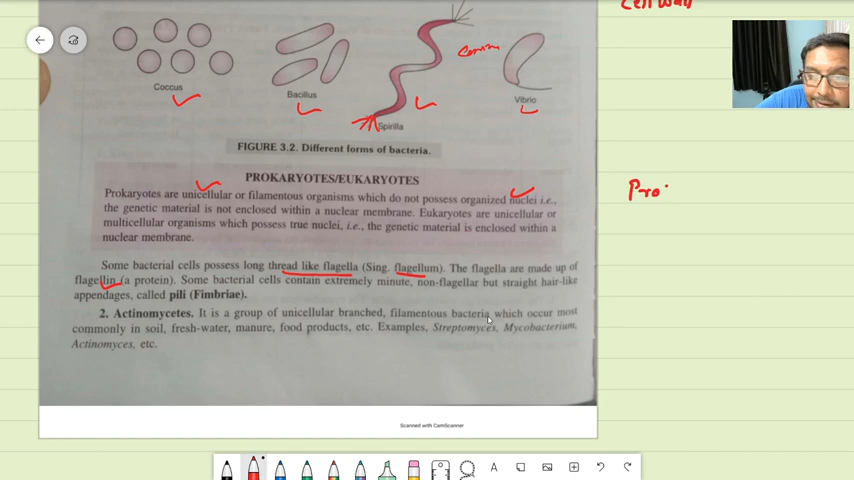 Cell wall
Coccus
Bacillus
Spirilla
Vibrio
FIGURE 3.2. Different forms of bacteria.
PROKARYOTES/EUKARYOTES
Prokaryotes are unicellular or filamentous organisms which do not possess organized nuclei i.e.,
the genetic material is not enclosed within a nuclear membrane. Eukaryotes are unicellular or
multicellular organisms which possess true nuclei, i.e., the genetic material is enclosed within a
nuclear membrane.
Pro
Some bacterial cells possess long thread like flagella (Sing. flagellum). The flagella are made up of
flagellin (a protein). Some bacterial cells contain extremely minute, non-flagellar but straight hair-like
appendages, called pili (Fimbriae).
2. Actinomycetes. It is a group of unicellular branched, filamentous bacteria which occur most
commonly in soil, fresh-water, manure, food products, etc. Examples, Streptomyces, Mycobacterium,
Actinomyces, etc.
Scanned with CamScanner
A